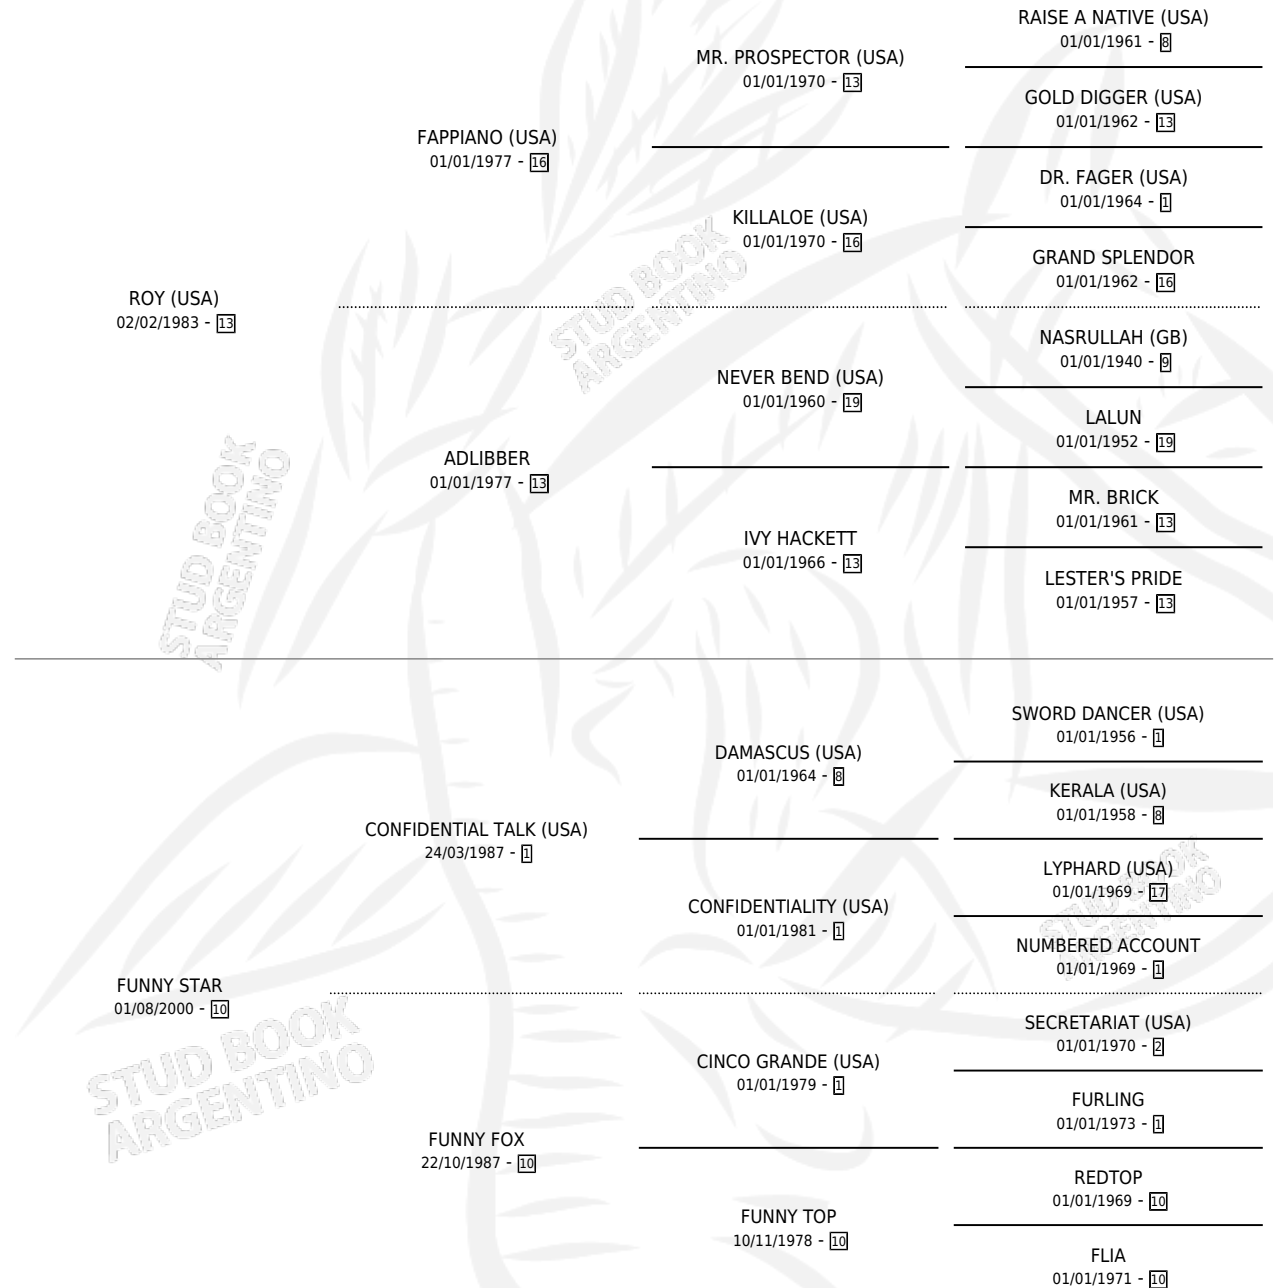 RAISE A NATIVE (USA)
01/01/1961 - 8
MR. PROSPECTOR (USA)
01/01/1970 - 13
GOLD DIGGER (USA)
01/01/1962 - 13
FAPPIANO (USA)
01/01/1977 - 16
DR. FAGER (USA)
01/01/1964 - 1
KILLALOE (USA)
01/01/1970 - 16
GRAND SPLENDOR
01/01/1962 - 16
ROY (USA)
02/02/1983 - 13
NASRULLAH (GB)
01/01/1940 - 9
NEVER BEND (USA)
01/01/1960 - 19
LALUN
01/01/1952 - 19
ADLIBBER
01/01/1977 - 13
MR. BRICK
01/01/1961 - 13
IVY HACKETT
01/01/1966 - 13
LESTER'S PRIDE
01/01/1957 - 13
SWORD DANCER (USA)
01/01/1956 - 1
DAMASCUS (USA)
01/01/1964 - 8
KERALA (USA)
01/01/1958 - 8
CONFIDENTIAL TALK (USA)
24/03/1987 - 1
LYPHARD (USA)
01/01/1969 - 17
CONFIDENTIALITY (USA)
01/01/1981 - 1
NUMBERED ACCOUNT
01/01/1969 - 1
FUNNY STAR
01/08/2000 - 10
SECRETARIAT (USA)
01/01/1970 - 2
CINCO GRANDE (USA)
01/01/1979 - 1
FURLING
01/01/1973 - 1
FUNNY FOX
22/10/1987 - 10
REDTOP
01/01/1969 - 10
FUNNY TOP
10/11/1978 - 10
FLIA
01/01/1971 - 10
STUD BOOK
ARGENTINO
STUD BOOK
ARGENTINO
STUD BOOK
ARGENTINO
STUD BOOK
ARGENTINO